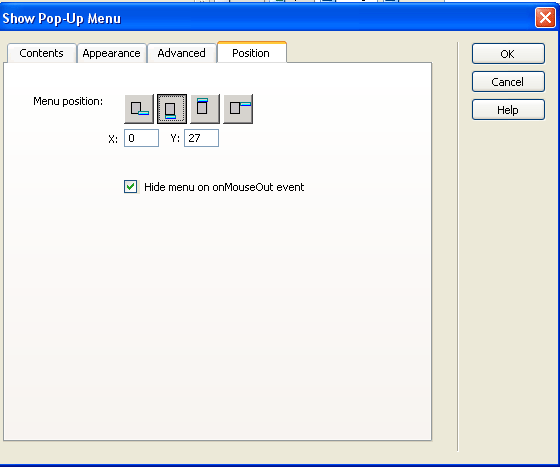 Show Pop-Up Menu
Contents Appearance Advanced Position
OK
Cancel
Help
Menu position:
X: 0 Y: 27
Hide menu on onMouseOut event